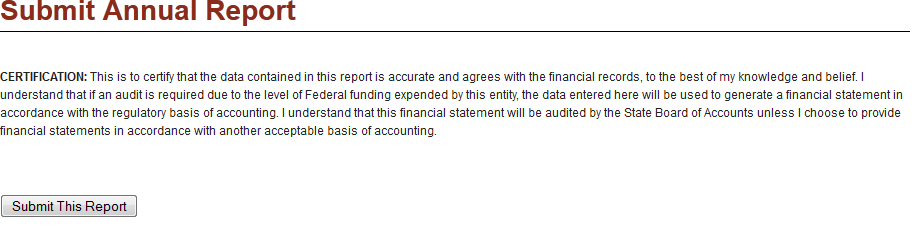 Submit Annual Report
CERTIFICATION: This is to certify that the data contained in this report is accurate and agrees with the financial records, to the best of my knowledge and belief. I
understand that if an audit is required due to the level of Federal funding expended by this entity, the data entered here will be used to generate a financial statement in
accordance with the regulatory basis of accounting. I understand that this financial statement will be audited by the State Board of Accounts unless I choose to provide
financial statements in accordance with another acceptable basis of accounting.
Submit This Report